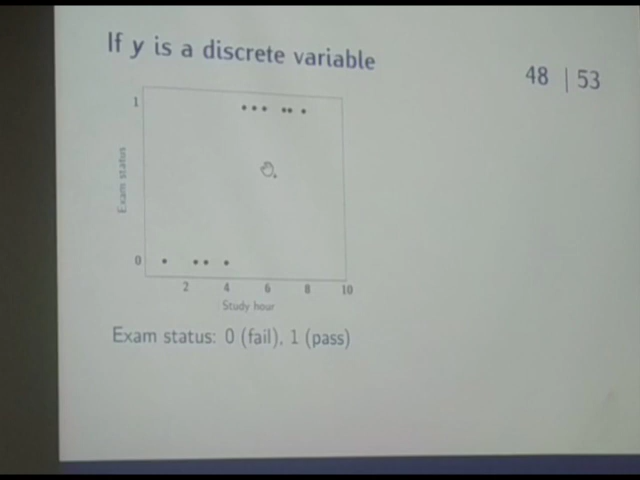 If y is a discrete variable
48 | 53
1
Exam status
0
2 4 6 8 10
Study hour
Exam status: 0 (fail), 1 (pass)